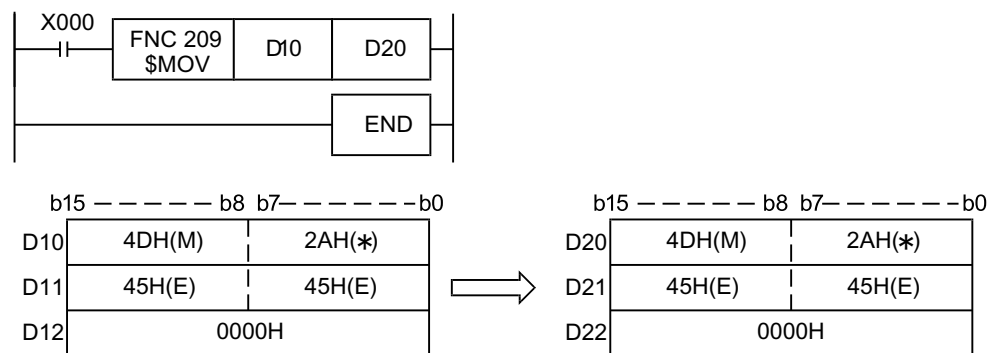 X000
FNC 209 $MOV D10 D20
END
b15 – – – – – – b8 b7 – – – – – – b0 b15 – – – – – – b8 b7 – – – – – – b0
D10 4DH(M) 2AH(*) D20 4DH(M) 2AH(*)
D11 45H(E) 45H(E) D21 45H(E) 45H(E)
D12 0000H D22 0000H